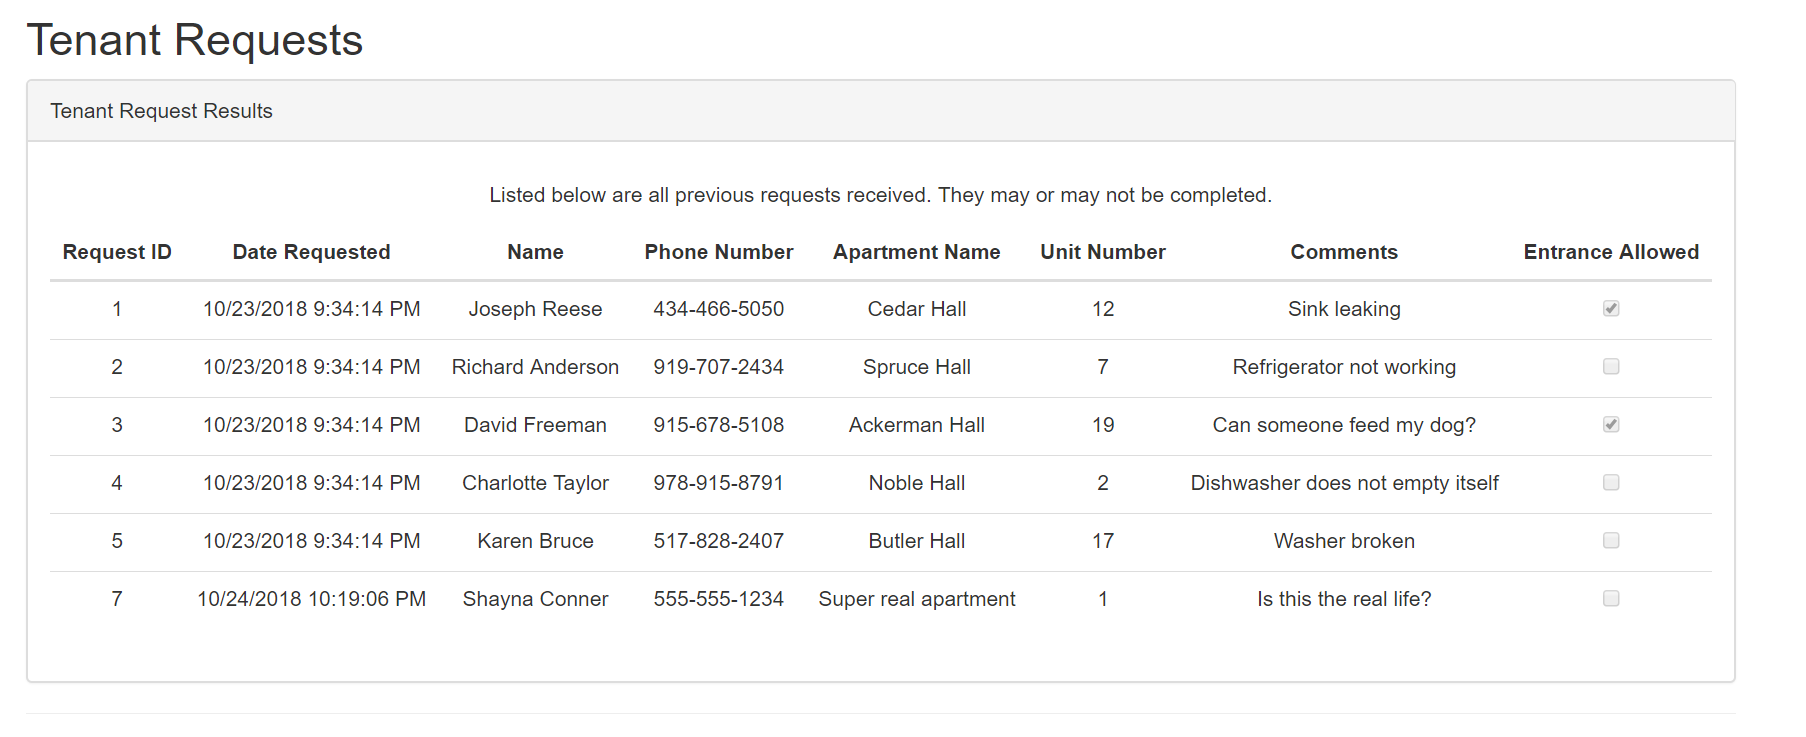 Tenant Requests
Tenant Request Results
Listed below are all previous requests received. They may or may not be completed.
Request ID Date Requested Name Phone Number Apartment Name Unit Number Comments Entrance Allowed
1 10/23/2018 9:34:14 PM Joseph Reese 434-466-5050 Cedar Hall 12 Sink leaking
2 10/23/2018 9:34:14 PM Richard Anderson 919-707-2434 Spruce Hall 7 Refrigerator not working
3 10/23/2018 9:34:14 PM David Freeman 915-678-5108 Ackerman Hall 19 Can someone feed my dog?
4 10/23/2018 9:34:14 PM Charlotte Taylor 978-915-8791 Noble Hall 2 Dishwasher does not empty itself
5 10/23/2018 9:34:14 PM Karen Bruce 517-828-2407 Butler Hall 17 Washer broken
7 10/24/2018 10:19:06 PM Shayna Conner 555-555-1234 Super real apartment 1 Is this the real life?